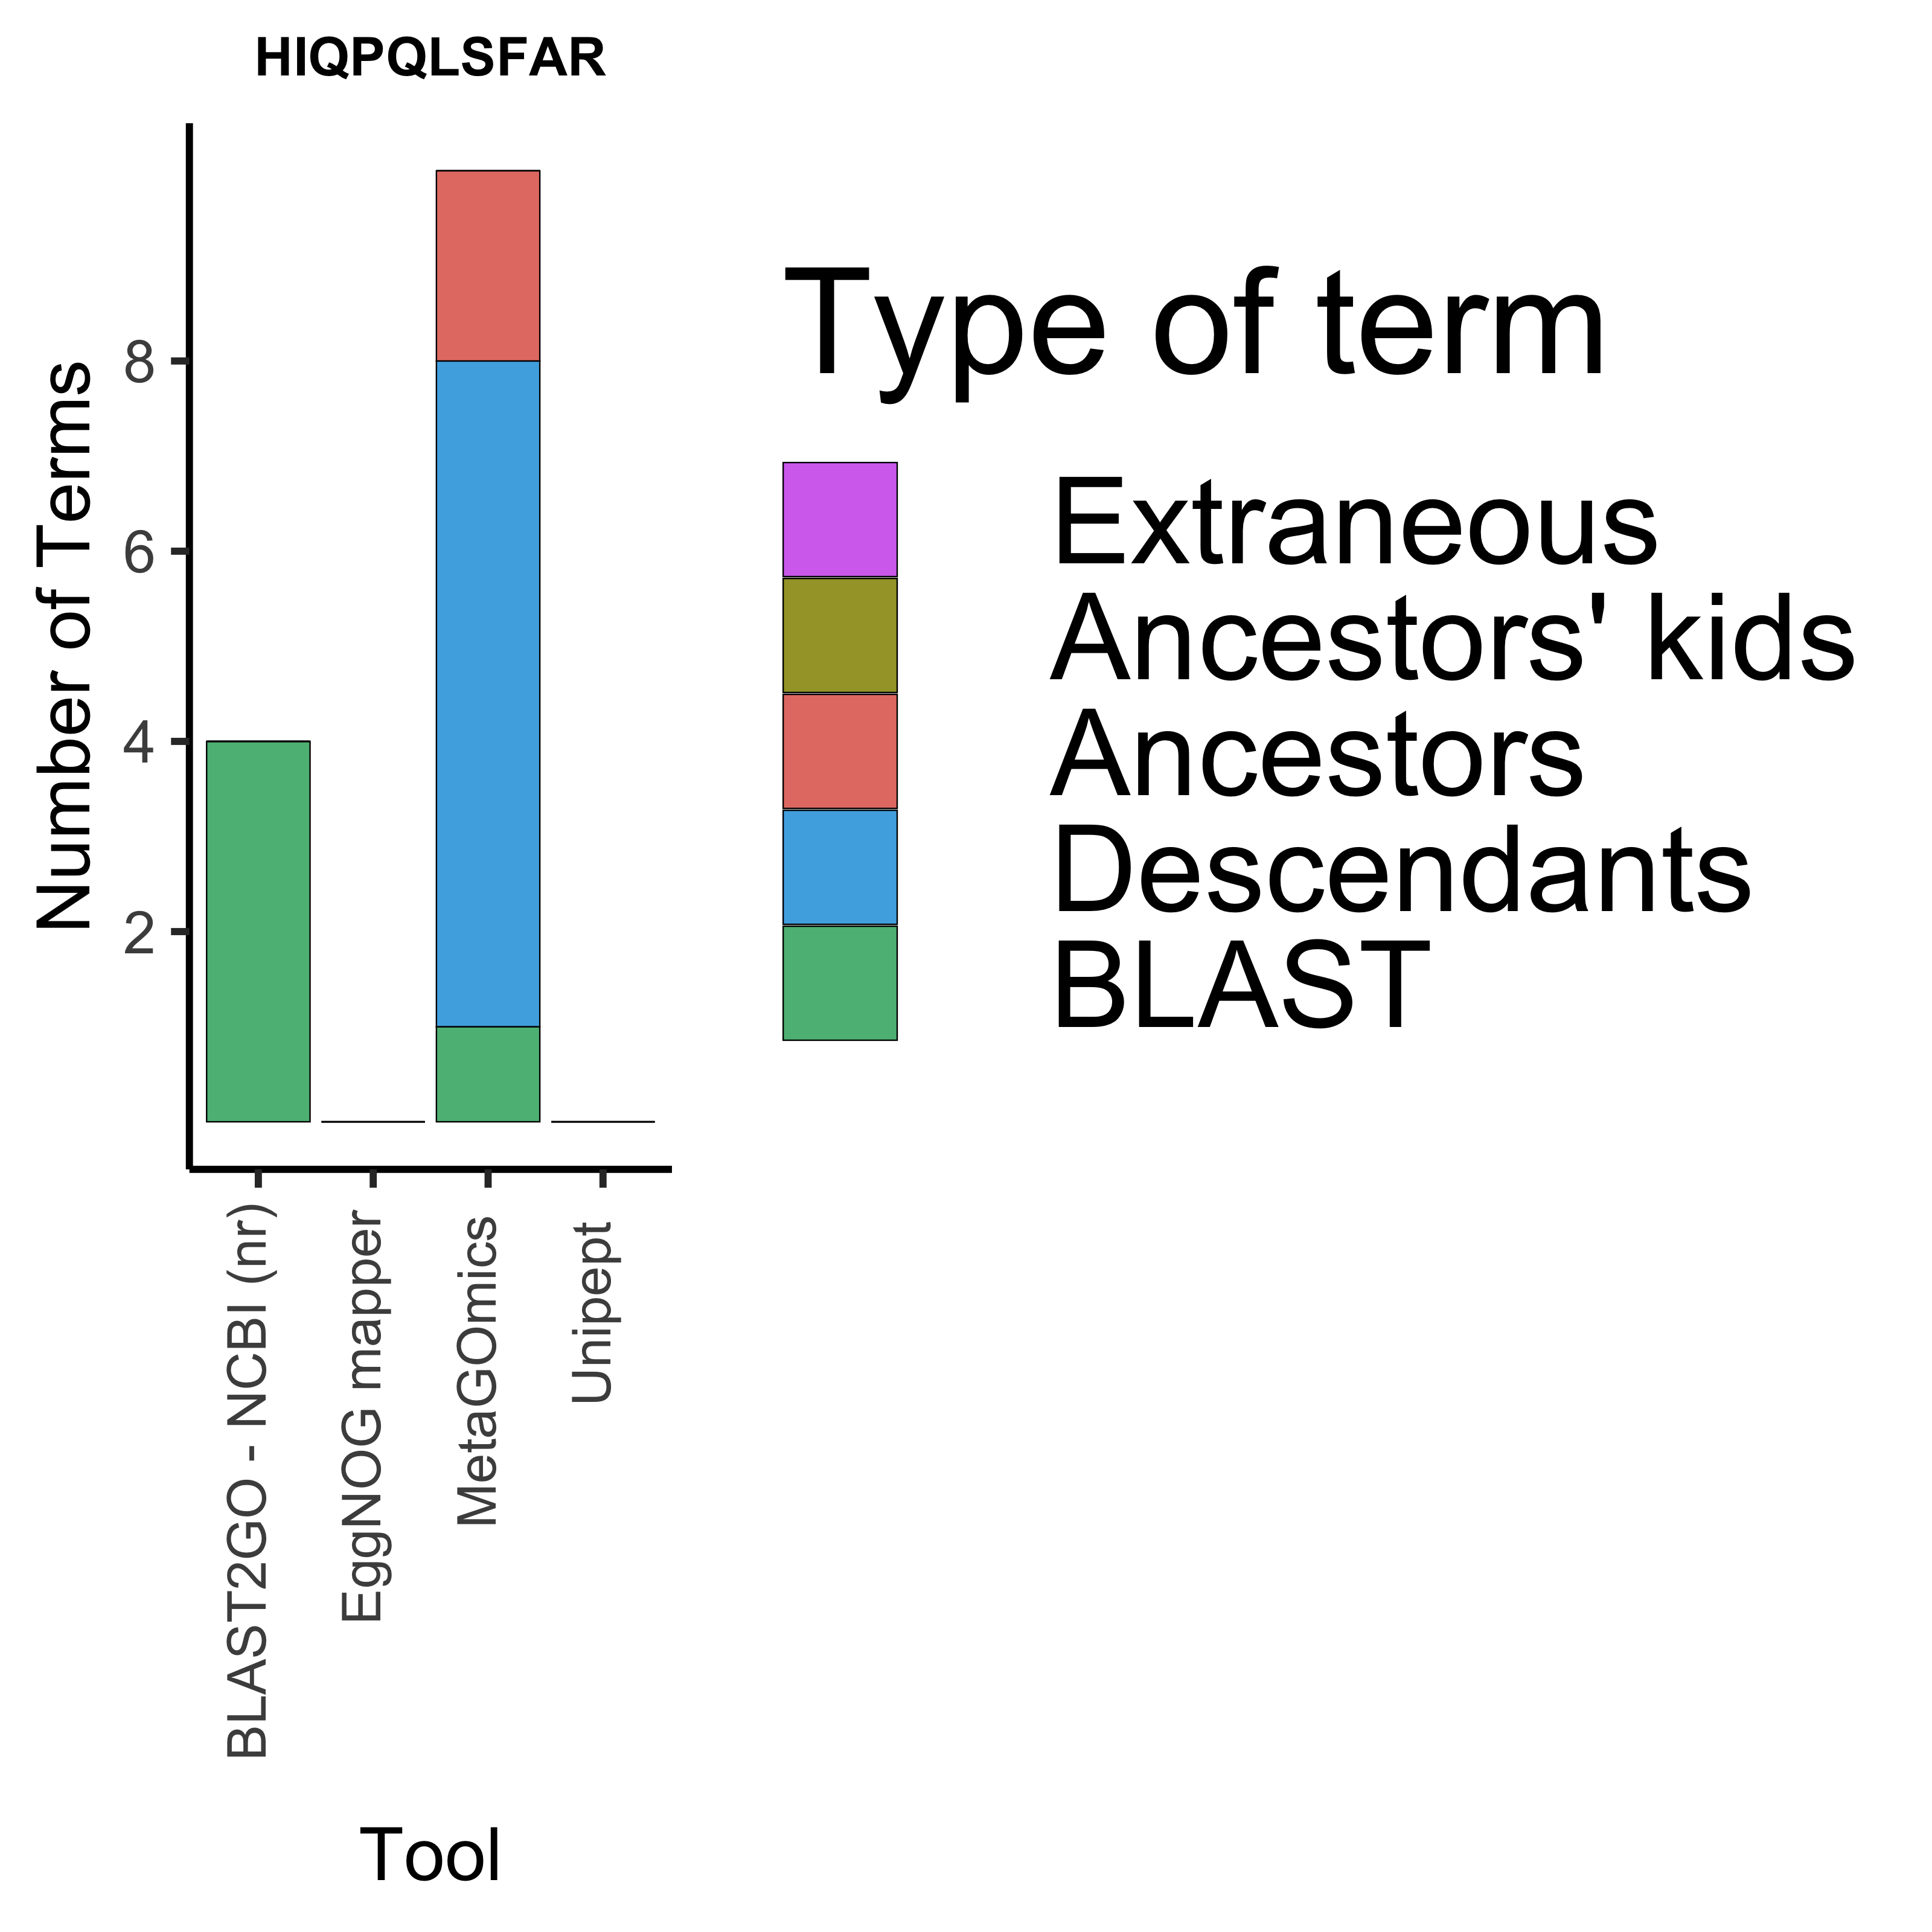 HIQPQLSFAR
Number of Terms
8
6
4
2
BLAST2GO - NCBI (nr)
EggNOG mapper
MetaGOmics
Unipept
Tool
Type of term
Extraneous
Ancestors' kids
Ancestors
Descendants
BLAST